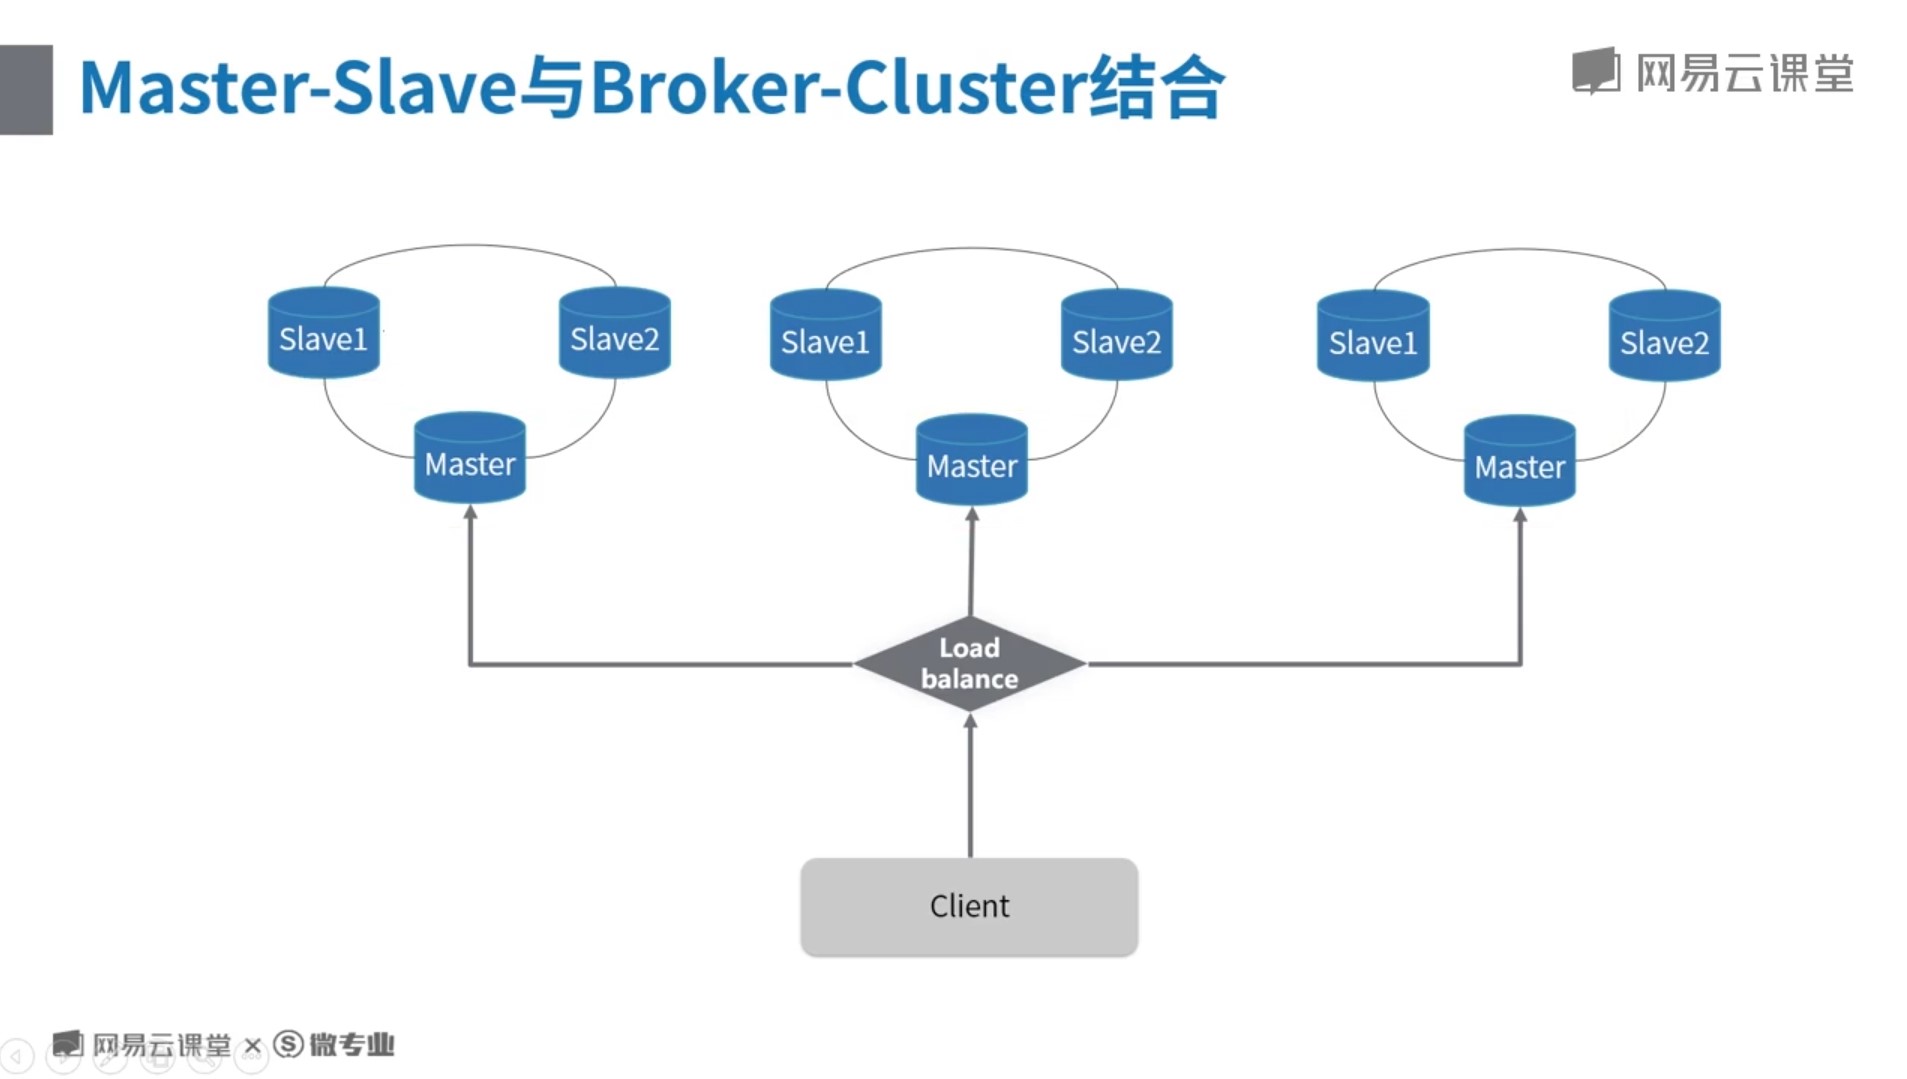 Master-Slave与Broker-Cluster结合
网易云课堂
Slave1
Slave2
Master
Slave1
Slave2
Master
Slave1
Slave2
Master
Load
balance
Client
网易云课堂 × 微专业